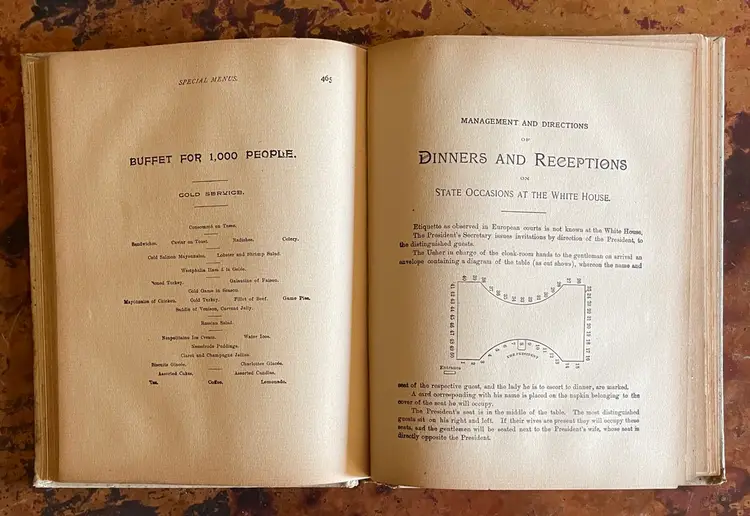 SPECIAL MENUS.
465
BUFFET FOR 1,000 PEOPLE.
COLD SERVICE.
Consommé en Tasse.
Sandwiches. Caviar on Toast. Radishes. Celery.
Cold Salmon Mayonnaise. Lobster and Shrimp Salad.
Westphalia Ham à la Gelée.
Boned Turkey. Galantine of Faisan.
Cold Game in Season.
Mayonnaise of Chicken. Cold Turkey. Fillet of Beef. Game Pies.
Saddle of Venison, Currant Jelly.
Russian Salad.
Neapolitaine Ice Cream. Water Ices.
Nesselrode Puddings.
Claret and Champagne Jellies.
Biscuits Glacés. Charlottes Glacés.
Assorted Cakes. Assorted Candies.
Tea. Coffee. Lemonade.
MANAGEMENT AND DIRECTIONS
OF
DINNERS AND RECEPTIONS
ON
STATE OCCASIONS AT THE WHITE HOUSE.
Etiquette as observed in European courts is not known at the White House.
The President's Secretary issues invitations by direction of the President, to
the distinguished guests.
The Usher in charge of the cloak-room hands to the gentleman on arrival an
envelope containing a diagram of the table (as cut shows), whereon the name and
THE PRESIDENT
Entrance
seat of the respective guest, and the lady he is to escort to dinner, are marked.
A card corresponding with his name is placed on the napkin belonging to the
cover of the seat he will occupy.
The President's seat is in the middle of the table. The most distinguished
guests sit on his right and left. If their wives are present they will occupy these
seats, and the gentlemen will be seated next to the President's wife, whose seat is
directly opposite the President.